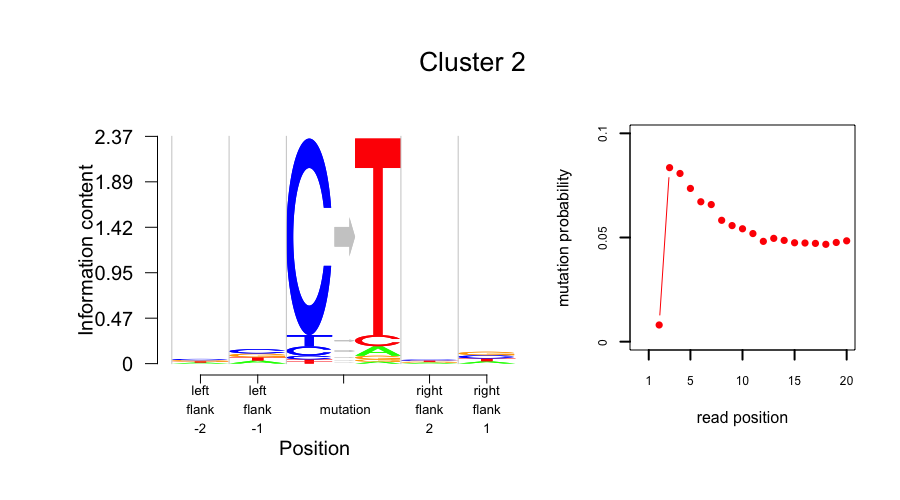 Cluster 2
Information content
2.37
1.89
1.42
0.95
0.47
0
C T
T C
C A
left flank -2
left flank -1
mutation
right flank 2
right flank 1
Position
mutation probability
0.1
0.05
0
1 5 10 15 20
read position